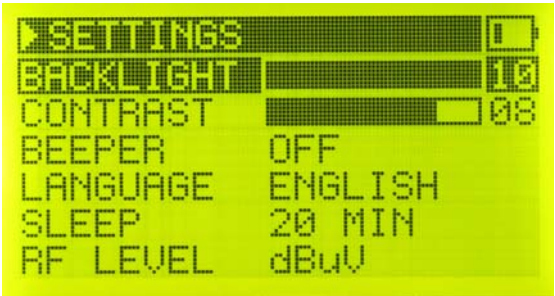 SETTINGS
BACKLIGHT 10
CONTRAST 08
BEEPER OFF
LANGUAGE ENGLISH
SLEEP 20 MIN
RF LEVEL dBuV